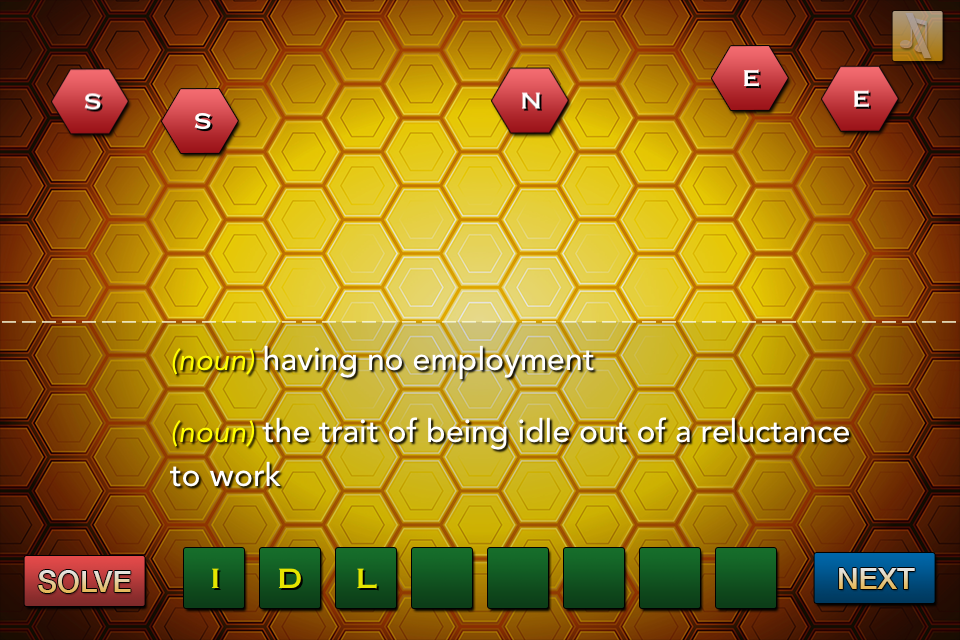 S S N E E
(noun) having no employment
(noun) the trait of being idle out of a reluctance
to work
SOLVE I D L NEXT